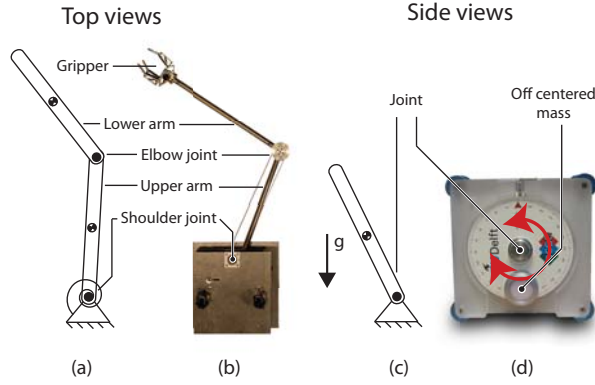 Top views
Side views
Gripper
Lower arm
Elbow joint
Upper arm
Shoulder joint
Joint
Off centered
mass
g
Delft
(a)
(b)
(c)
(d)